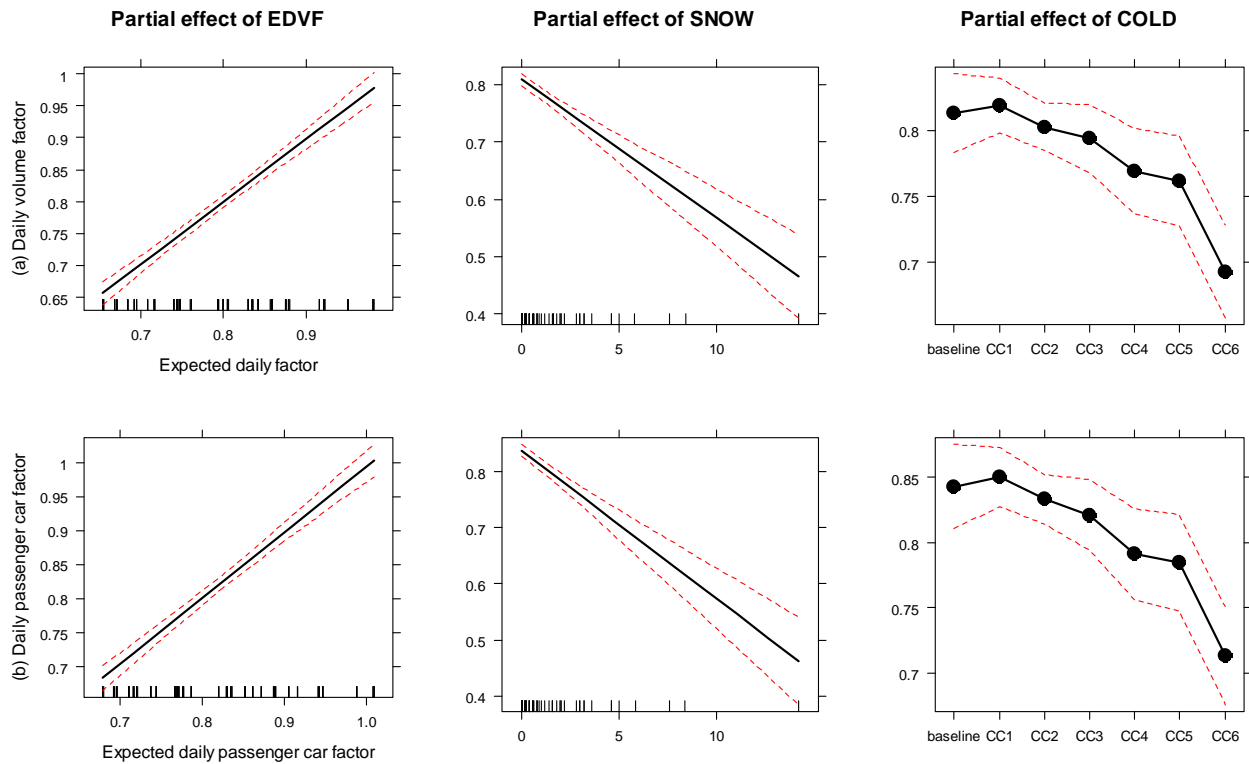 Partial effect of EDVF
Partial effect of SNOW
Partial effect of COLD
(a) Daily volume factor
1
0.95
0.9
0.85
0.8
0.75
0.7
0.65
0.7 0.8 0.9
Expected daily factor
0.8
0.7
0.6
0.5
0.4
0 5 10
0.8
0.75
0.7
baseline CC1 CC2 CC3 CC4 CC5 CC6
(b) Daily passenger car factor
1
0.95
0.9
0.85
0.8
0.75
0.7
0.7 0.8 0.9 1.0
Expected daily passenger car factor
0.8
0.7
0.6
0.5
0.4
0 5 10
0.85
0.8
0.75
0.7
baseline CC1 CC2 CC3 CC4 CC5 CC6